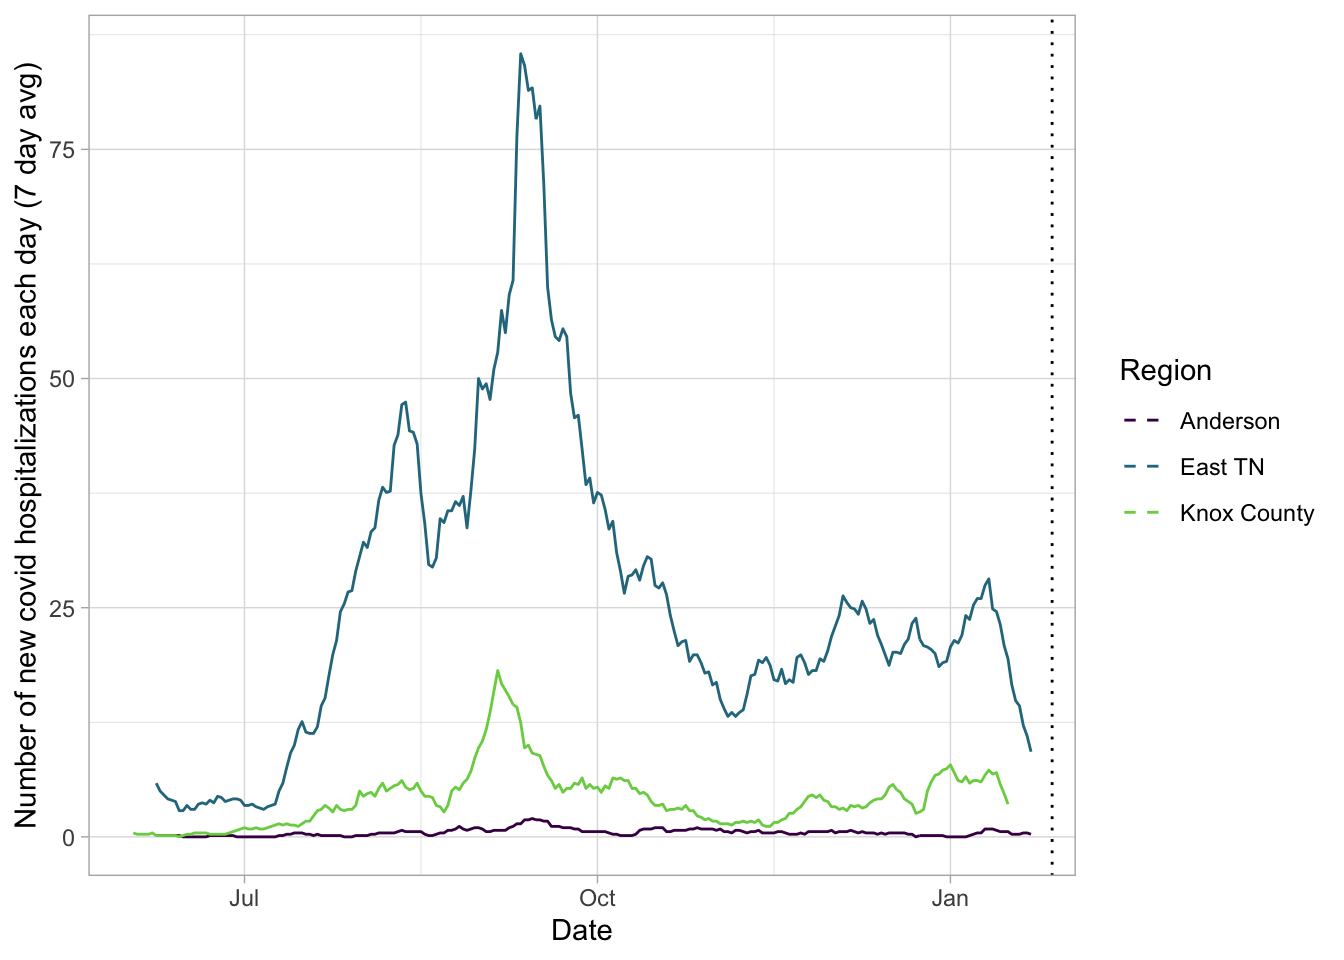 Number of new covid hospitalizations each day (7 day avg)
75
50
25
0
Jul
Oct
Jan
Date
Region
Anderson
East TN
Knox County